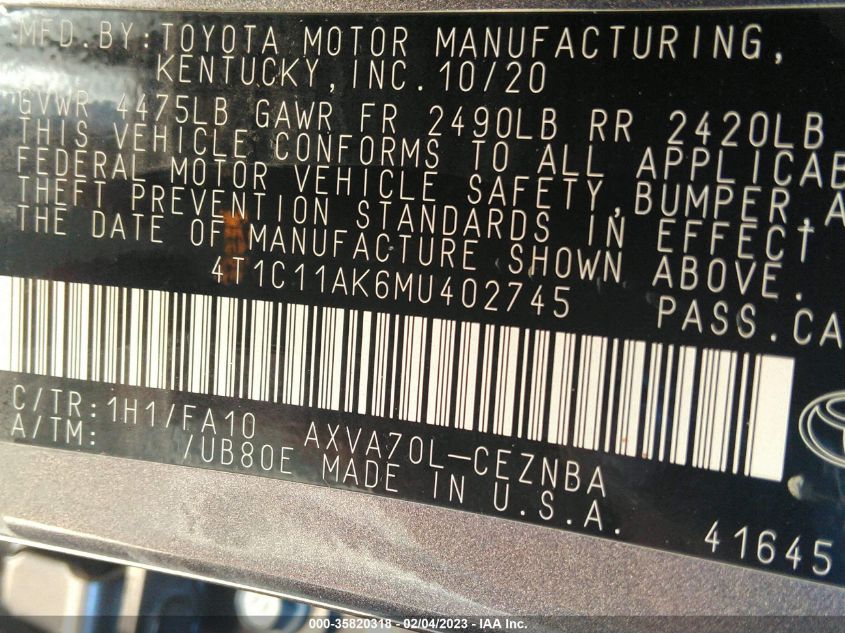 MFD.BY:TOYOTA MOTOR MANUFACTURING,
KENTUCKY,INC.10/20
GVWR 4475LB GAWR FR 2490LB RR 2420LB
THIS VEHICLE CONFORMS TO ALL APPLICAB
FEDERAL MOTOR VEHICLE SAFETY,BUMPER,A
THEFT PREVENTION STANDARDS IN EFFECT
THE DATE OF MANUFACTURE SHOWN ABOVE.
4T1C11AK6MU402745 PASS.CA
C/TR:1H1/FA10 AXVA70L-CEZNBA
A/TM: /UB80E MADE IN U.S.A.
41645
000-35820318 - 02/04/2023 - IAA Inc.